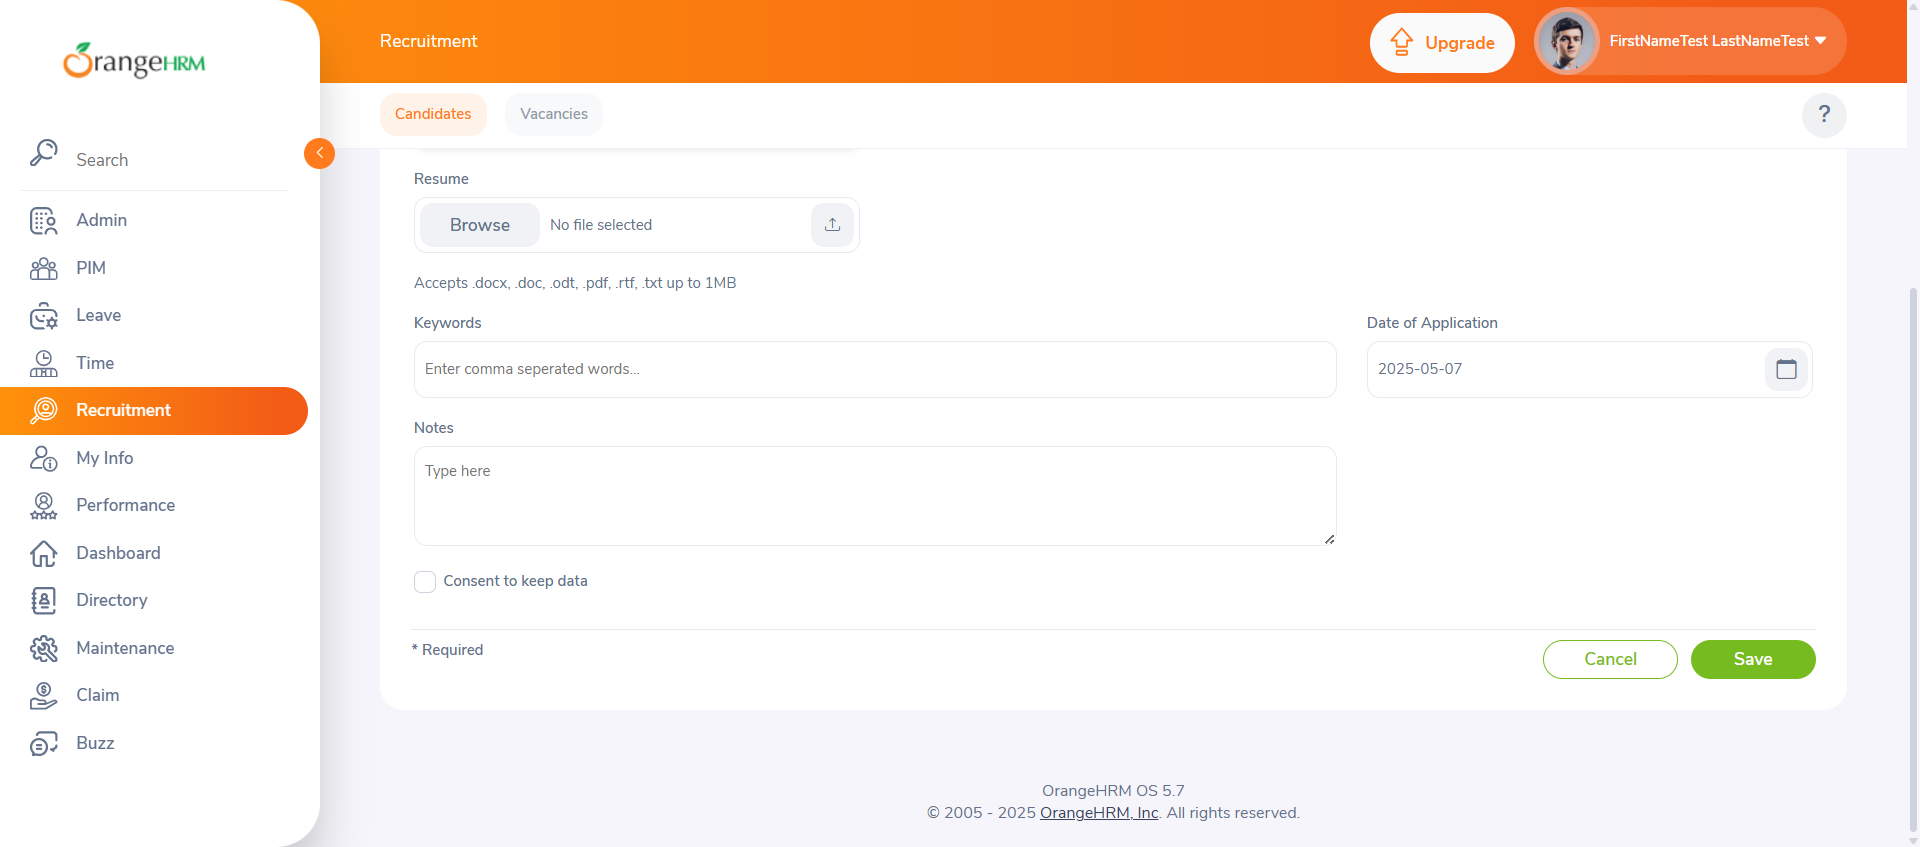 OrangeHRM
Recruitment
Upgrade
FirstNameTest LastNameTest
Candidates
Vacancies
?
Search
Admin
PIM
Leave
Time
Recruitment
My Info
Performance
Dashboard
Directory
Maintenance
Claim
Buzz
Resume
Browse
No file selected
Accepts .docx, .doc, .odt, .pdf, .rtf, .txt up to 1MB
Keywords
Date of Application
Enter comma seperated words...
2025-05-07
Notes
Type here
Consent to keep data
* Required
Cancel
Save
OrangeHRM OS 5.7
© 2005 - 2025 OrangeHRM, Inc. All rights reserved.